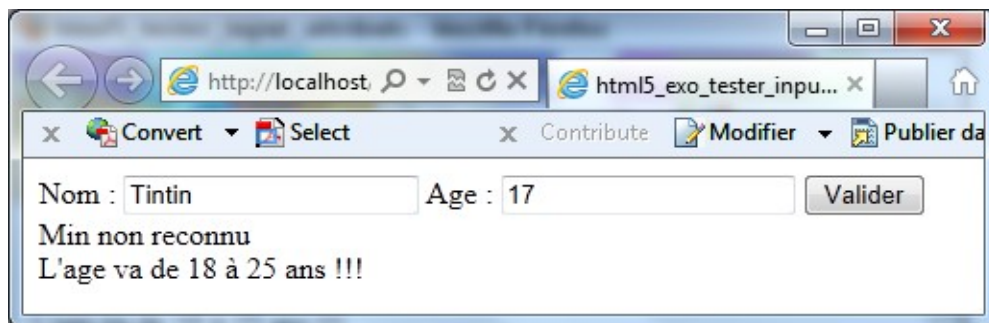 http://localhost,
html5_exo_tester_inpu...
Convert Select Contribute Modifier Publier da
Nom : Tintin Age : 17 Valider
Min non reconnu
L'age va de 18 à 25 ans !!!